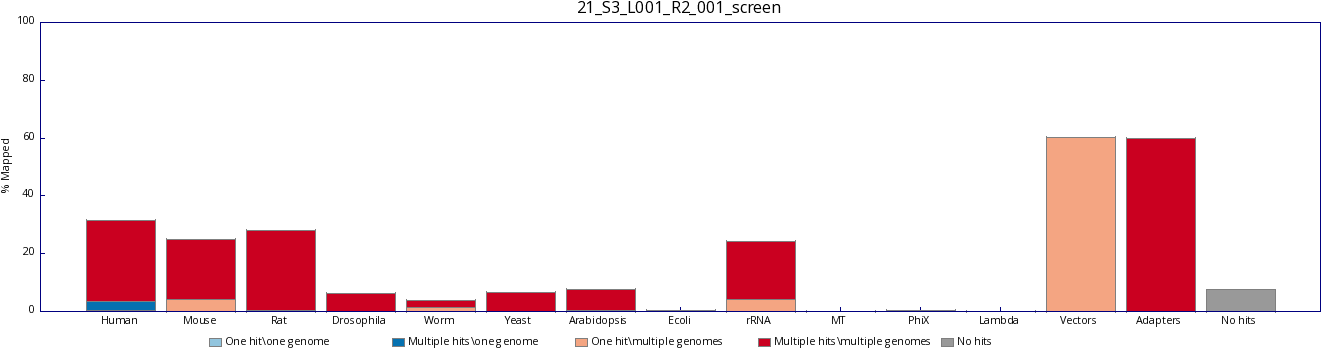 21_S3_L001_R2_001_screen
100
80
60
40
20
0
% Mapped
Human Mouse Rat Drosophila Worm Yeast Arabidopsis Ecoli rRNA MT PhiX Lambda Vectors Adapters No hits
One hit\one genome Multiple hits\one genome One hit\multiple genomes Multiple hits\multiple genomes No hits